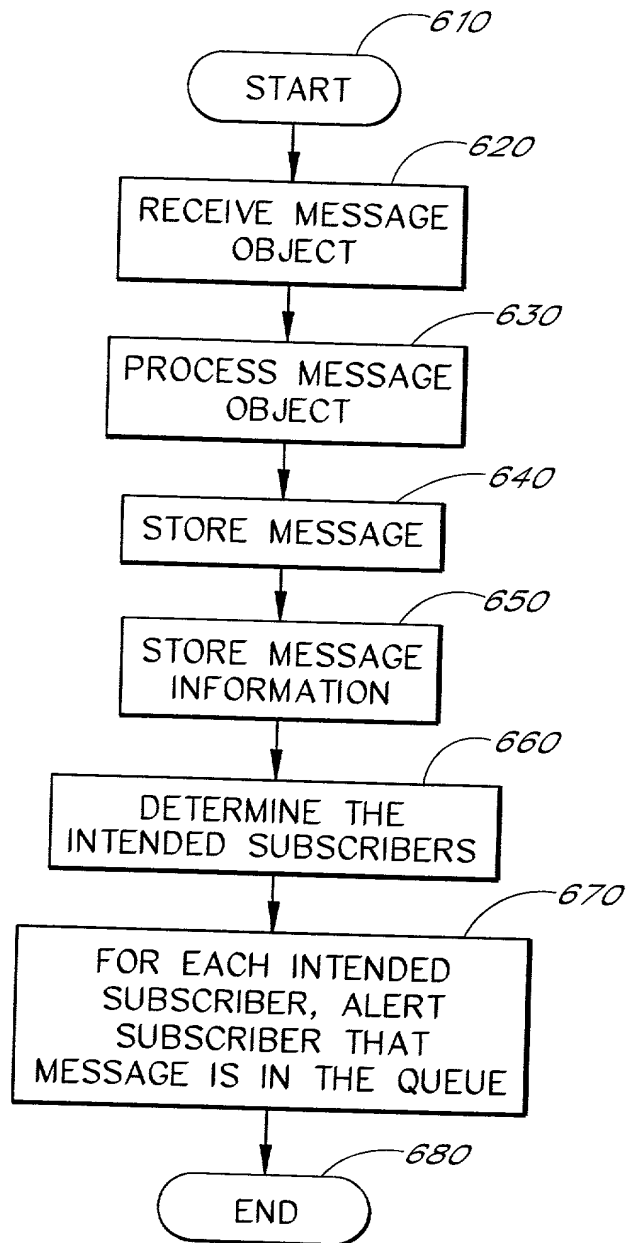 610
START
620
RECEIVE MESSAGE
OBJECT
630
PROCESS MESSAGE
OBJECT
640
STORE MESSAGE
650
STORE MESSAGE
INFORMATION
660
DETERMINE THE
INTENDED SUBSCRIBERS
670
FOR EACH INTENDED
SUBSCRIBER, ALERT
SUBSCRIBER THAT
MESSAGE IS IN THE QUEUE
680
END